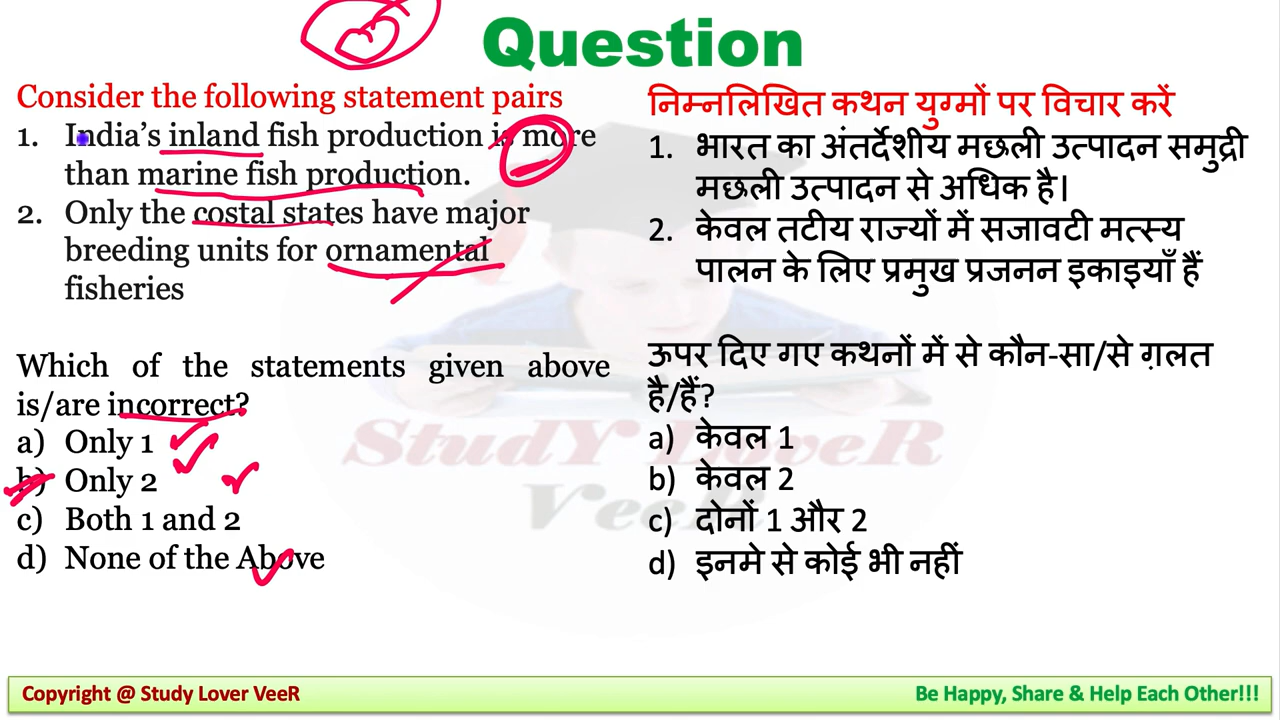 Question
Consider the following statement pairs
1. India's inland fish production is more
than marine fish production.
2. Only the costal states have major
breeding units for ornamental
fisheries
Which of the statements given above
is/are incorrect?
a) Only 1
b) Only 2
c) Both 1 and 2
d) None of the Above
निम्नलिखित कथन युग्मों पर विचार करें
1. भारत का अंतर्देशीय मछली उत्पादन समुद्री
मछली उत्पादन से अधिक है।
2. केवल तटीय राज्यों में सजावटी मत्स्य
पालन के लिए प्रमुख प्रजनन इकाइयाँ हैं
ऊपर दिए गए कथनों में से कौन-सा/से ग़लत
है/हैं?
a) केवल 1
b) केवल 2
c) दोनों 1 और 2
d) इनमे से कोई भी नहीं
StudY LoveR
VeeR
Copyright @ Study Lover VeeR
Be Happy, Share & Help Each Other!!!